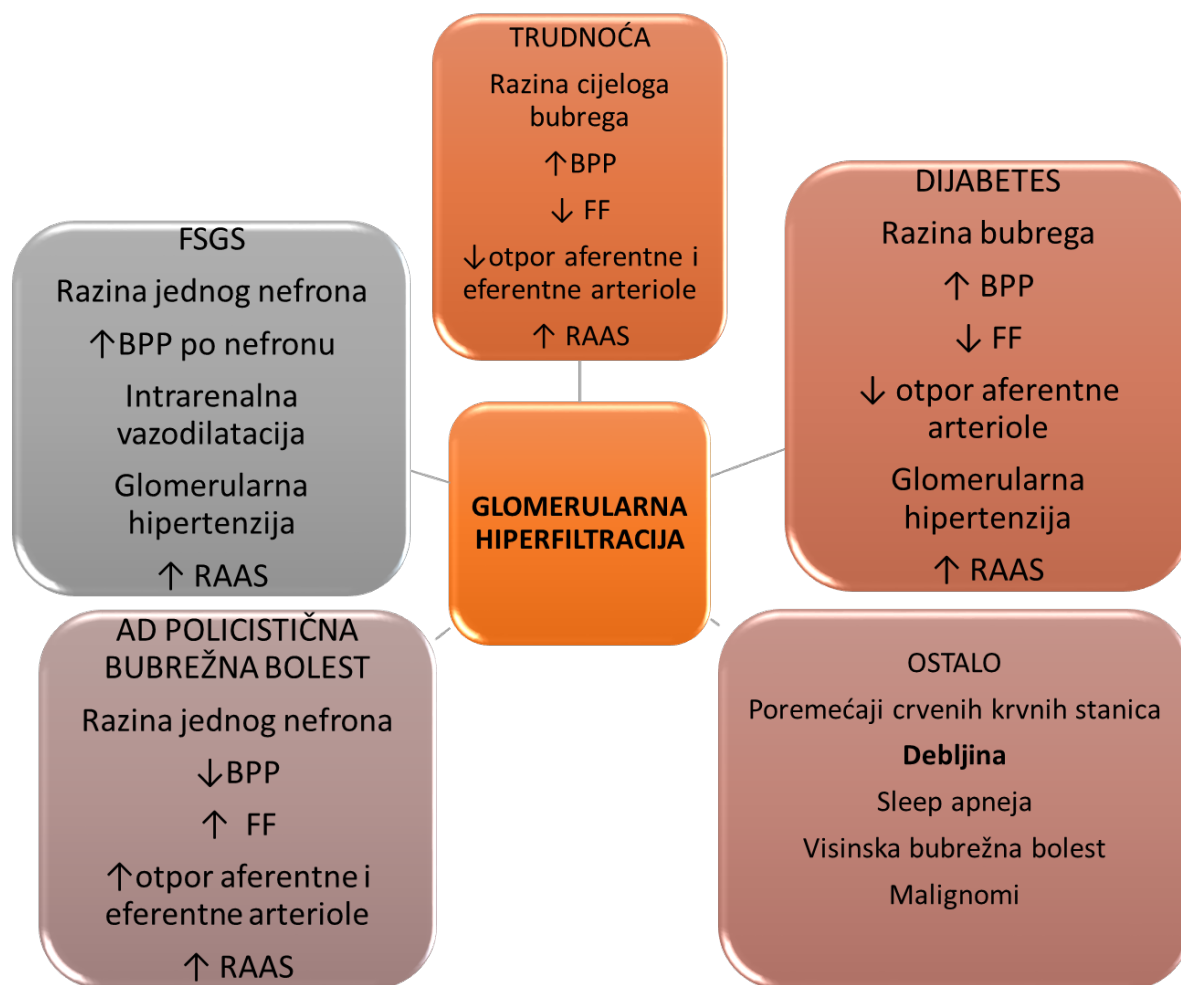 TRUDNOĆA
Razina cijeloga
bubrega
↑BPP
↓ FF
↓otpor aferentne i
eferentne arteriole
↑ RAAS
DIJABETES
Razina bubrega
↑ BPP
↓ FF
↓ otpor aferentne
arteriole
Glomerularna
hipertenzija
↑ RAAS
FSGS
Razina jednog nefrona
↑BPP po nefronu
Intrarenalna
vazodilatacija
Glomerularna
hipertenzija
↑ RAAS
GLOMERULARNA
HIPERFILTRACIJA
AD POLICISTIČNA
BUBREŽNA BOLEST
Razina jednog nefrona
↓BPP
↑ FF
↑otpor aferentne i
eferentne arteriole
↑ RAAS
OSTALO
Poremećaji crvenih krvnih stanica
Debljina
Sleep apneja
Visinska bubrežna bolest
Malignomi